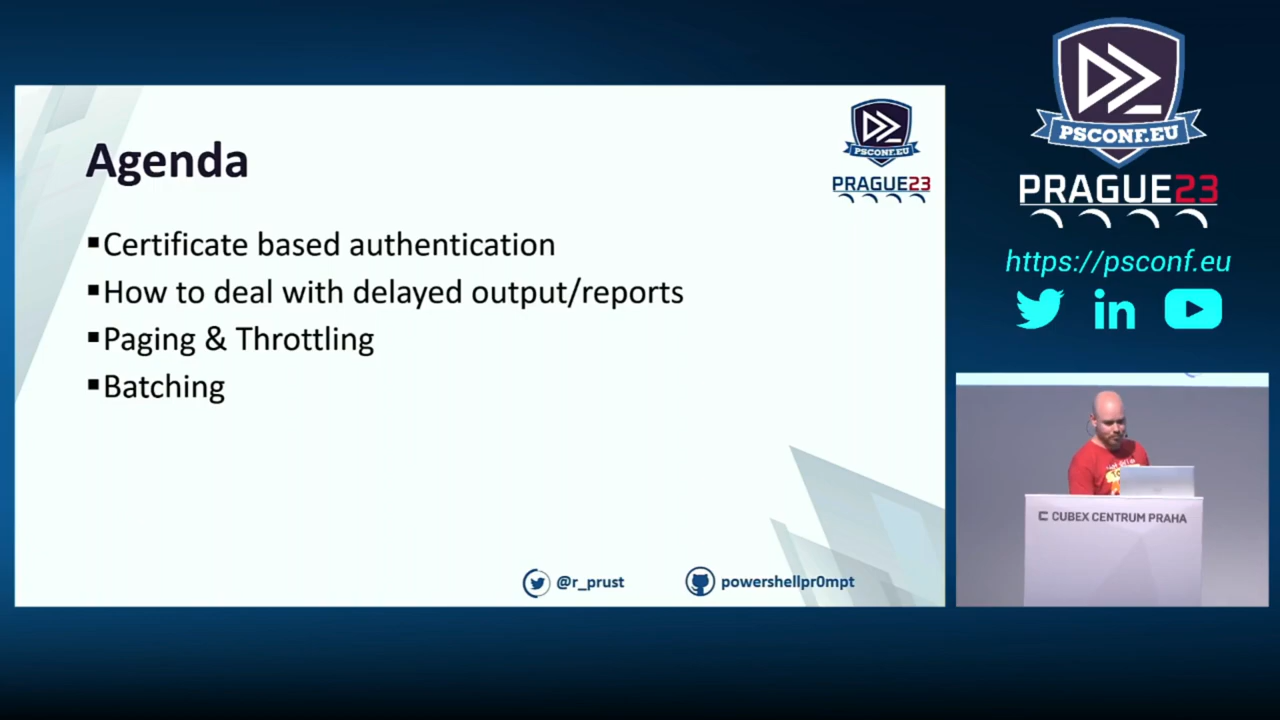 Agenda
PSCONF.EU
PRAGUE23
▪Certificate based authentication
▪How to deal with delayed output/reports
▪Paging & Throttling
▪Batching
@r_prust
powershellpr0mpt
PSCONF.EU
PRAGUE23
https://psconf.eu
in
CUBEX CENTRUM PRAHA